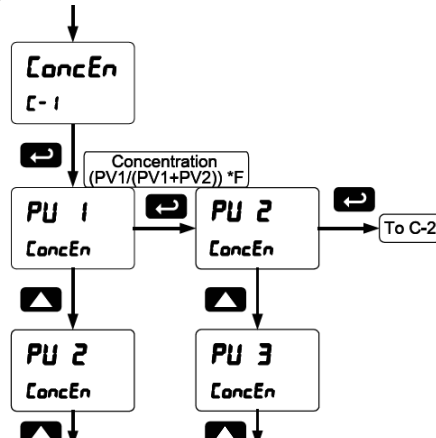 ConcEn
C-1
Concentration
(PV1/(PV1+PV2)) *F
PU 1
ConcEn
PU 2
ConcEn
To C-2
PU 2
ConcEn
PU 3
ConcEn